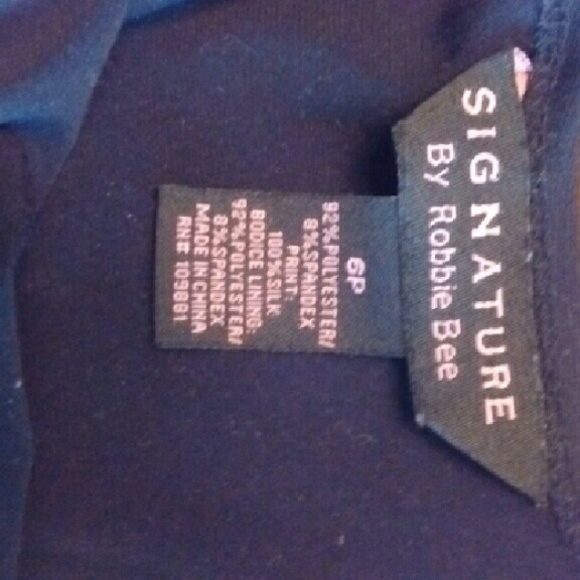 SIGNATURE
By Robbie Bee
6P
92%POLYESTER/
8%SPANDEX
PRINT:
100%SILK
BODICE LINING:
92%POLYESTER/
8%SPANDEX
MADE IN CHINA
RN# 109881